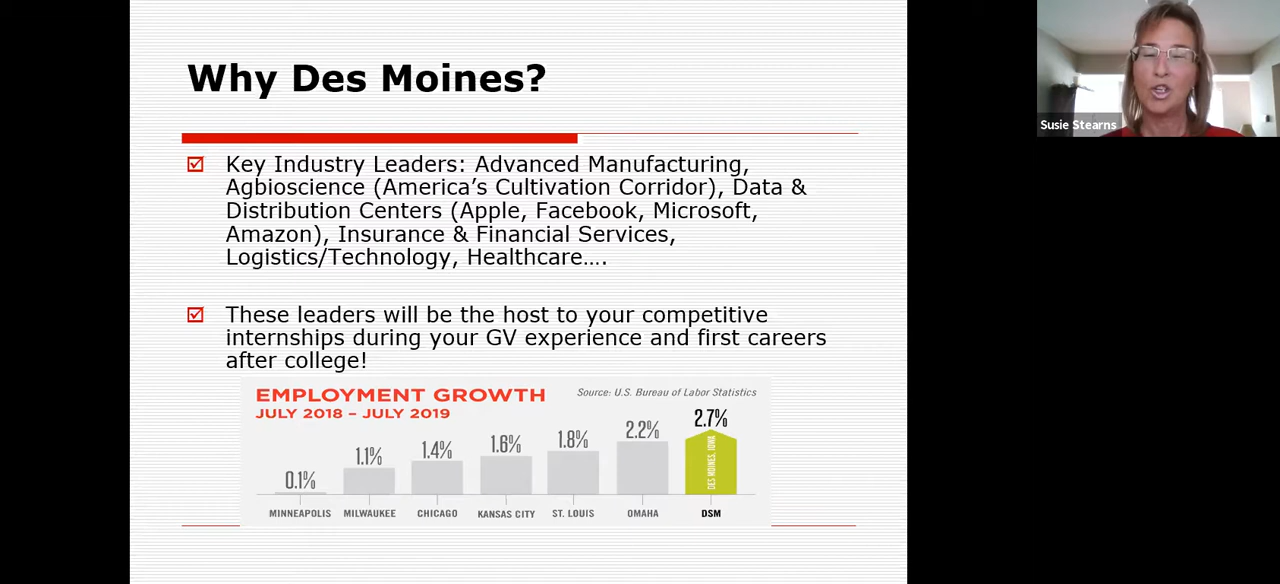 Why Des Moines?
Susie Stearns
Key Industry Leaders: Advanced Manufacturing,
Agbioscience (America’s Cultivation Corridor), Data &
Distribution Centers (Apple, Facebook, Microsoft,
Amazon), Insurance & Financial Services,
Logistics/Technology, Healthcare….
These leaders will be the host to your competitive
internships during your GV experience and first careers
after college!
EMPLOYMENT GROWTH
Source: U.S. Bureau of Labor Statistics
JULY 2018 – JULY 2019
0.1% 1.1% 1.4% 1.6% 1.8% 2.2% 2.7%
DES MOINES, IOWA
MINNEAPOLIS MILWAUKEE CHICAGO KANSAS CITY ST. LOUIS OMAHA DSM